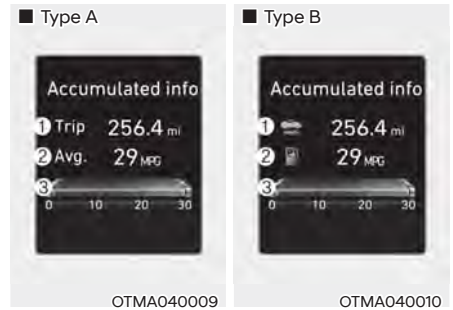 ■ Type A
Accumulated info
① Trip 256.4 mi
② Avg. 29 MPG
③
0 10 20 30
OTMA040009
■ Type B
Accumulated info
① 256.4 mi
② 29 MPG
③
0 10 20 30
OTMA040010